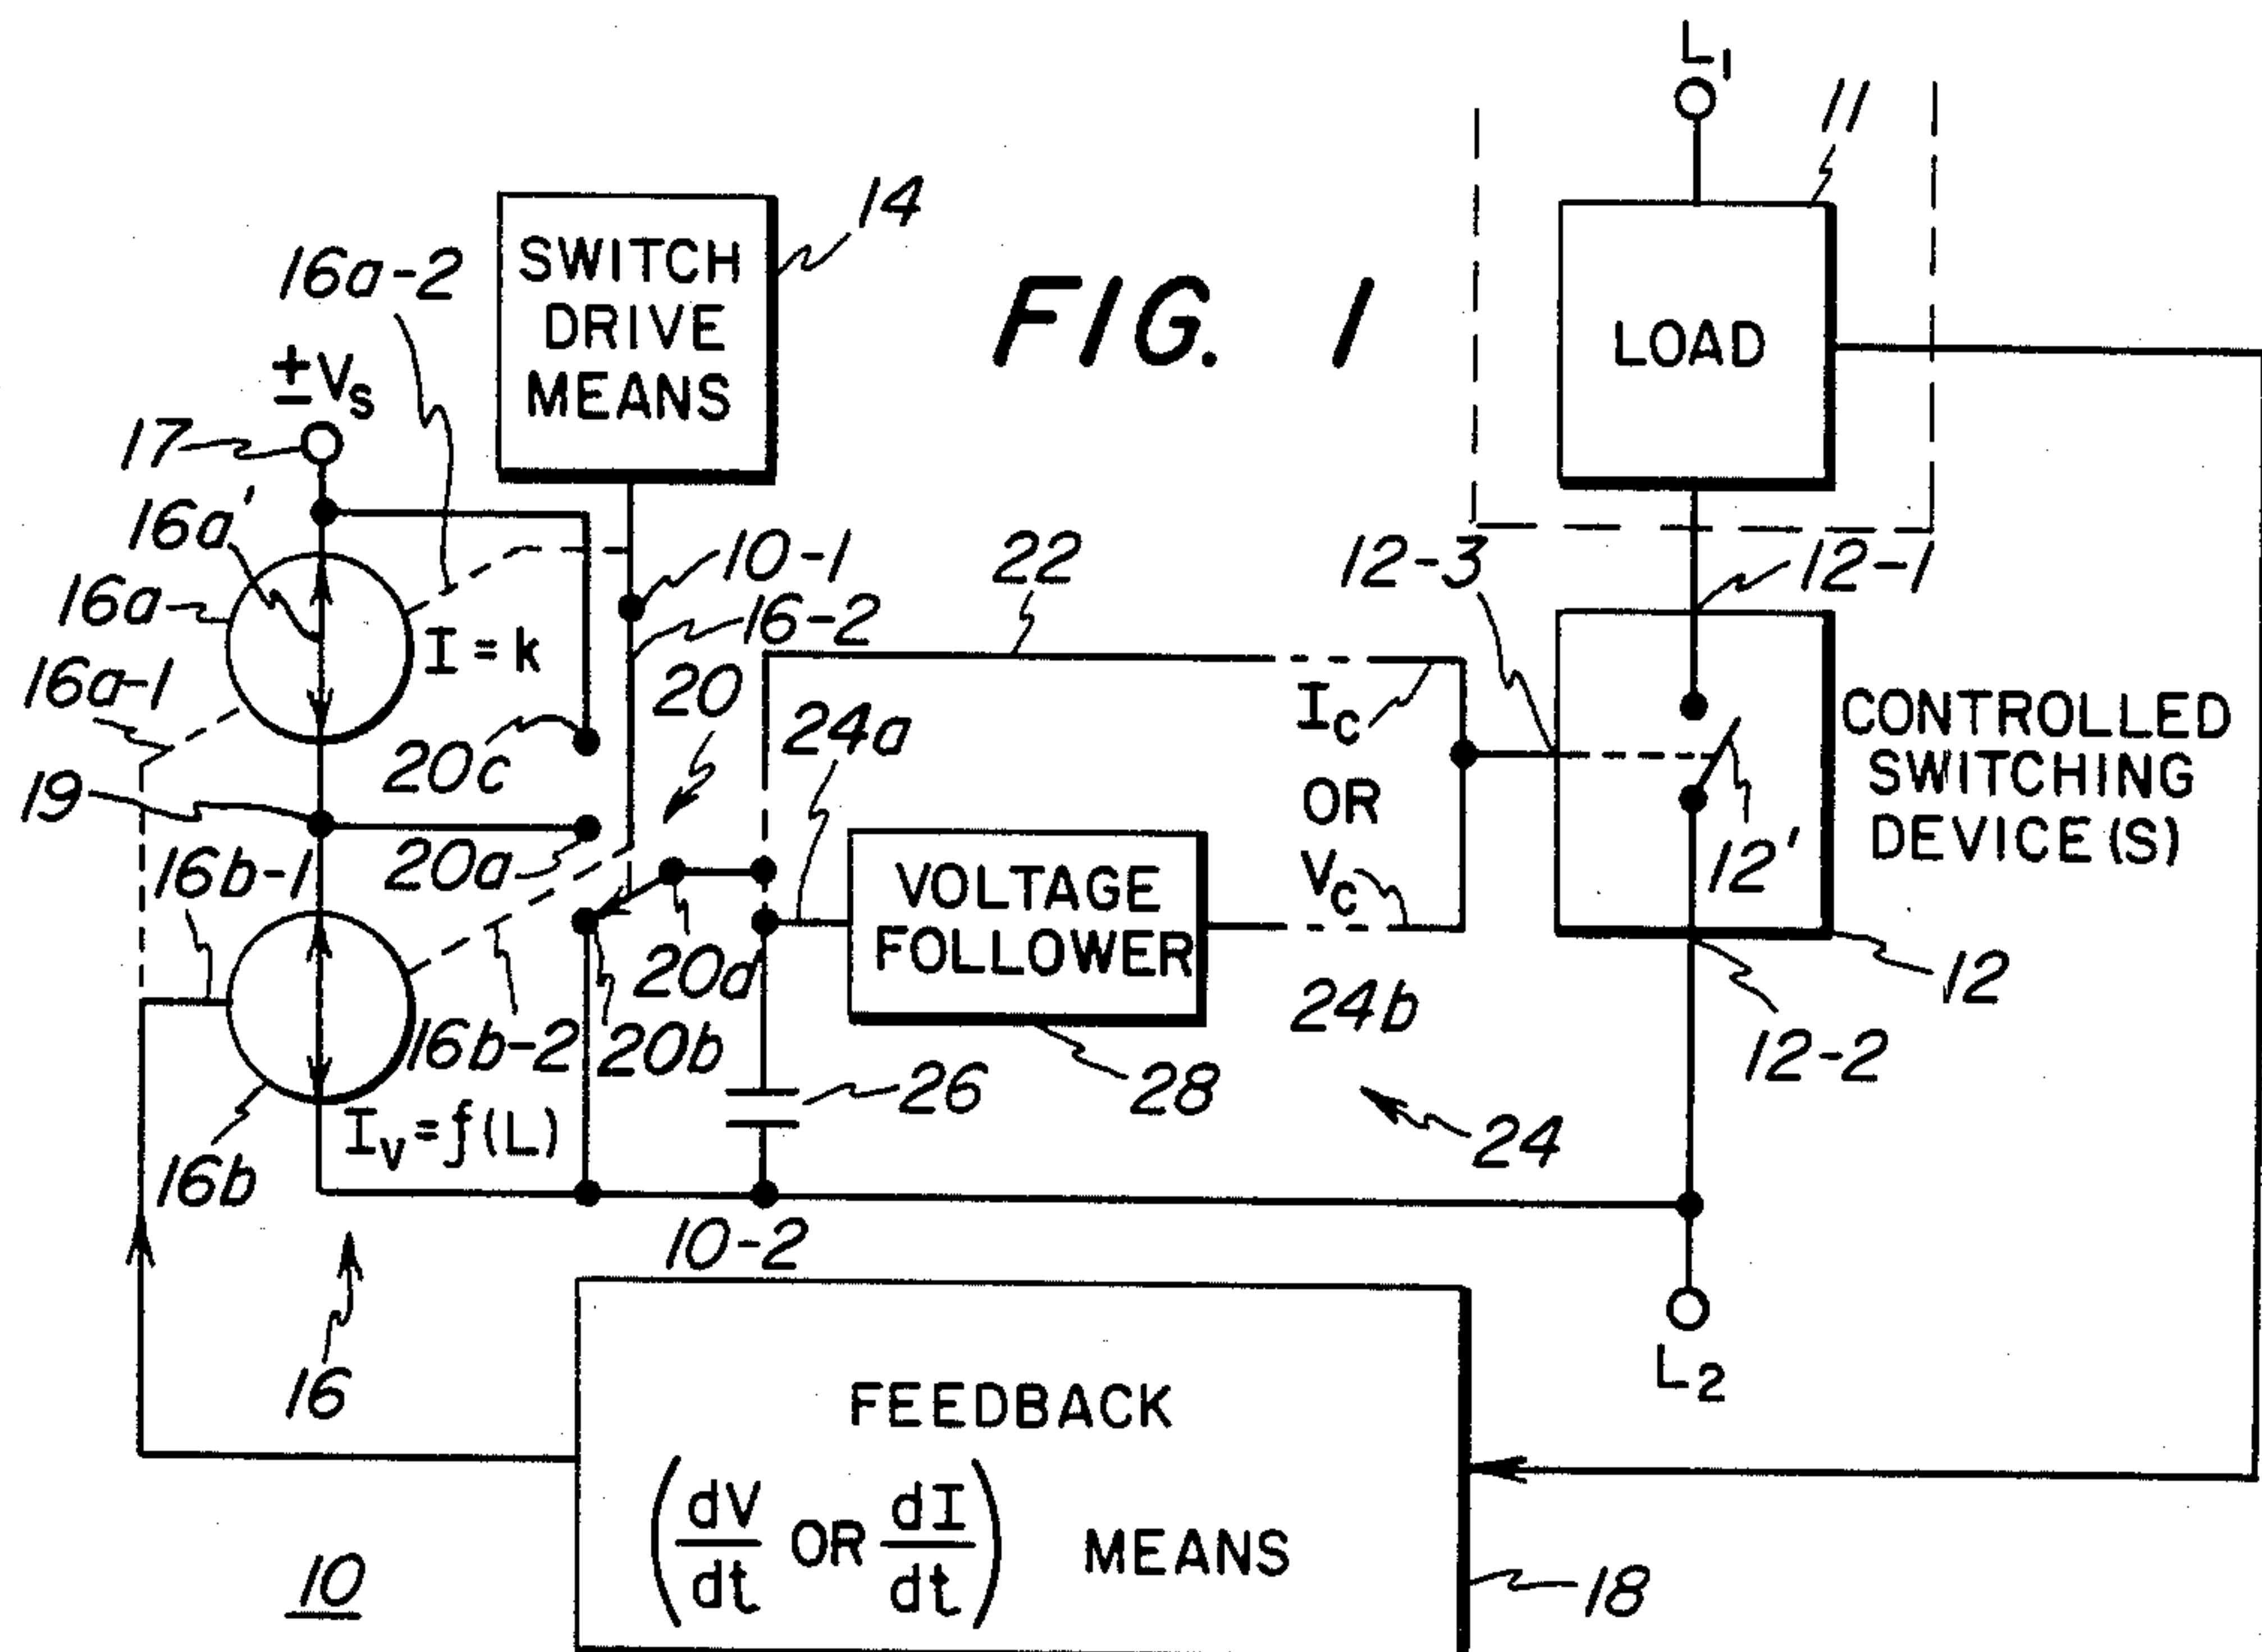 L1
11
14
SWITCH
DRIVE
MEANS
16a-2
FIG. 1
LOAD
±Vs
17
16a'
10-1
12-3
12-1
22
16a
I = k
16-2
16a-1
20
20c
24a
Ic
OR
Vc
CONTROLLED
SWITCHING
DEVICE(S)
19
20a
12'
16b-1
VOLTAGE
FOLLOWER
20d
12
24b
16b-2
20b
12-2
26
28
Iv=f(L)
24
16b
10-2
16
L2
FEEDBACK
(dV/dt OR dI/dt) MEANS
10
18